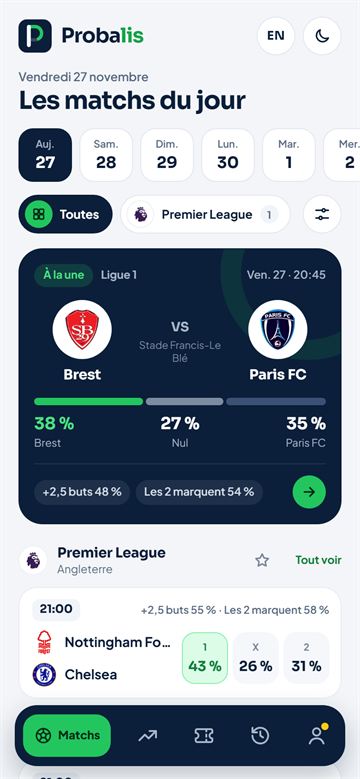 Probalis
EN
Vendredi 27 novembre
Les matchs du jour
Auj. Sam. Dim. Lun. Mar. Mer.
27 28 29 30 1 2
Toutes Premier League 1
À la une Ligue 1 Ven. 27 · 20:45
VS
Stade Francis-Le
Blé
PARIS FC
SB
29
Brest Paris FC
38 % 27 % 35 %
Brest Nul Paris FC
+2,5 buts 48 % Les 2 marquent 54 %
Premier League
Angleterre
Tout voir
21:00 +2,5 buts 55 % · Les 2 marquent 58 %
Nottingham Fo...
Chelsea
1 X 2
43 % 26 % 31 %
Matchs